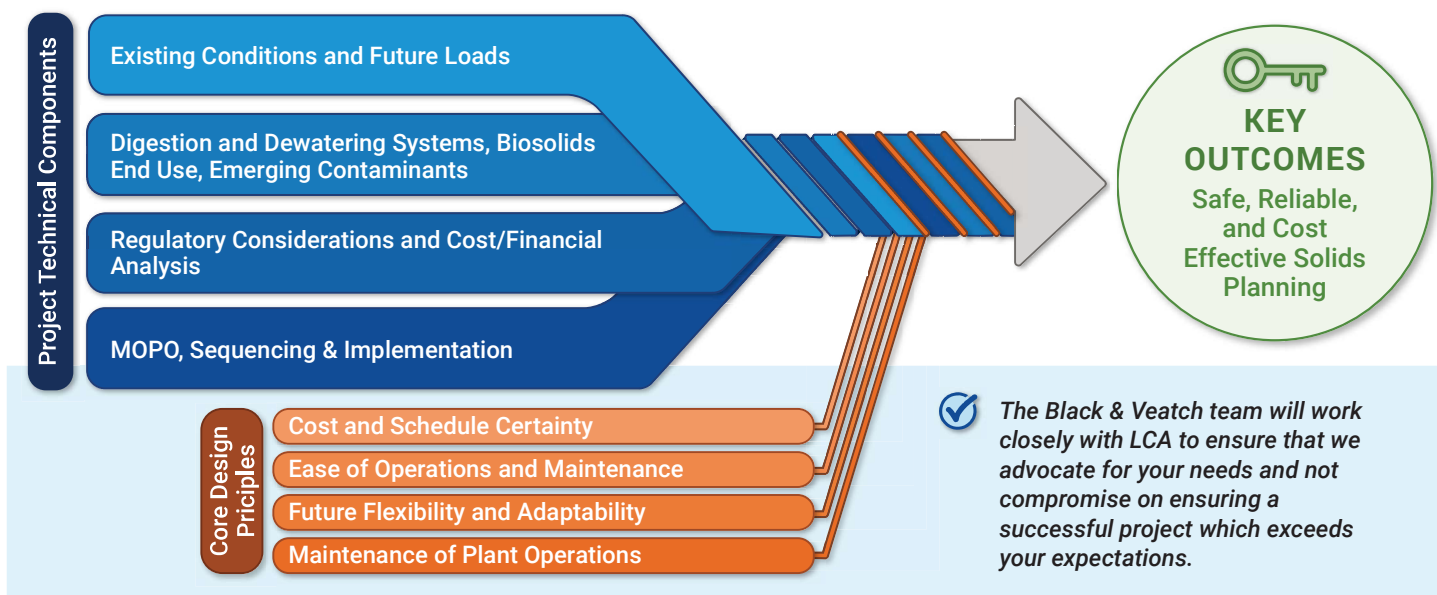 Project Technical Components
Existing Conditions and Future Loads
Digestion and Dewatering Systems, Biosolids
End Use, Emerging Contaminants
Regulatory Considerations and Cost/Financial
Analysis
MOPO, Sequencing & Implementation
KEY
OUTCOMES
Safe, Reliable,
and Cost
Effective Solids
Planning
Core Design
Priciples
Cost and Schedule Certainty
Ease of Operations and Maintenance
Future Flexibility and Adaptability
Maintenance of Plant Operations
The Black & Veatch team will work
closely with LCA to ensure that we
advocate for your needs and not
compromise on ensuring a
successful project which exceeds
your expectations.